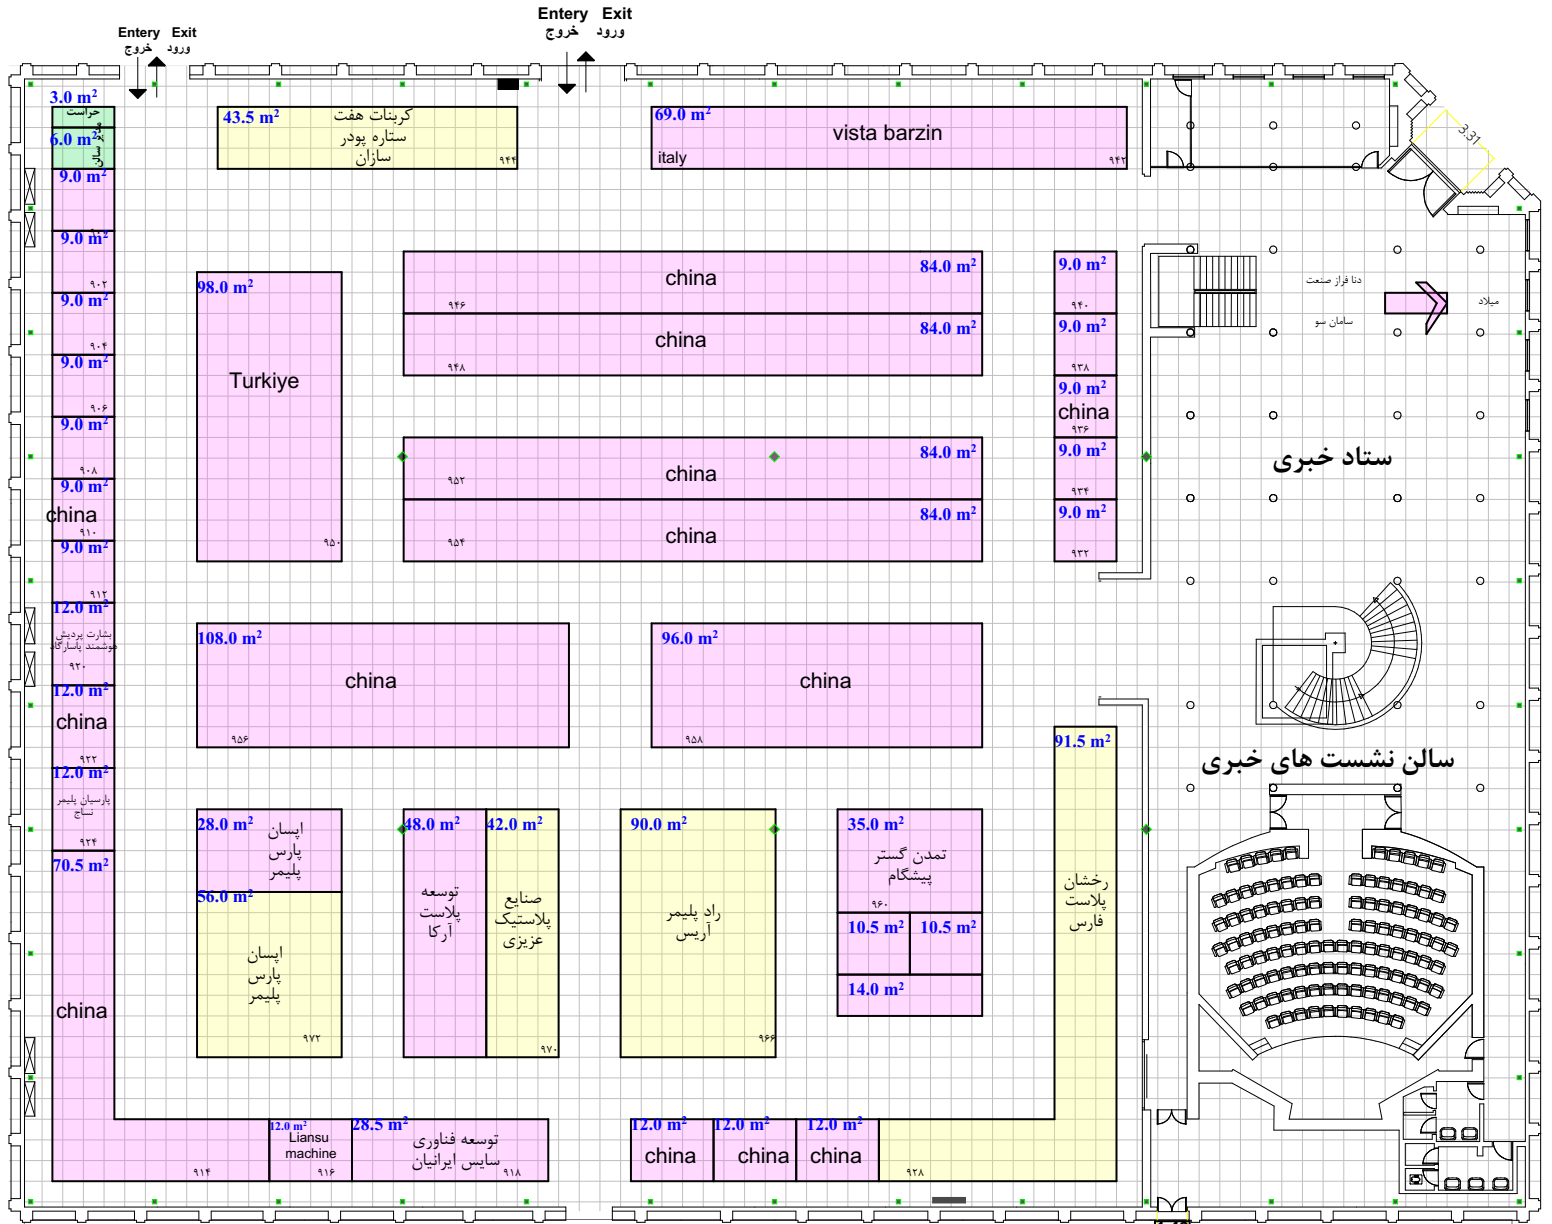 Entery Exit
خروج ورود
Entery Exit
خروج ورود
3.0 m²
حراست
6.0 m²
مدیر سالن
43.5 m²
کربنات هفت
ستاره پودر
سازان
۹۴۴
69.0 m²
vista barzin
italy
۹۴۲
3.31
9.0 m²
9.0 m²
۹۰۲
9.0 m²
۹۰۴
9.0 m²
۹۰۶
9.0 m²
۹۰۸
9.0 m²
china
۹۱۰
9.0 m²
۹۱۲
12.0 m²
بشارت پردیش
هوشمند پاسارگاد
۹۲۰
12.0 m²
china
۹۲۲
12.0 m²
پارسیان پلیمر
نساج
۹۲۴
70.5 m²
china
۹۱۴
98.0 m²
Turkiye
۹۵۰
84.0 m²
china
۹۴۶
84.0 m²
china
۹۴۸
84.0 m²
china
۹۵۲
84.0 m²
china
۹۵۴
9.0 m²
۹۴۰
9.0 m²
۹۳۸
9.0 m²
china
۹۳۶
9.0 m²
۹۳۴
9.0 m²
۹۳۲
دنا فراز صنعت
میلاد
سامان سو
ستاد خبری
108.0 m²
china
۹۵۶
96.0 m²
china
۹۵۸
91.5 m²
رخشان
پلاست
فارس
۹۲۸
سالن نشست های خبری
28.0 m²
اپسان
پارس
پلیمر
56.0 m²
اپسان
پارس
پلیمر
۹۷۲
48.0 m²
توسعه
پلاست
آرکا
42.0 m²
صنایع
پلاستیک
عزیزی
۹۷۰
90.0 m²
راد پلیمر
آریس
۹۶۶
35.0 m²
تمدن گستر
پیشگام
۹۶۰
10.5 m²
10.5 m²
14.0 m²
12.0 m²
Liansu
machine
۹۱۶
28.5 m²
توسعه فناوری
سایس ایرانیان
۹۱۸
12.0 m²
china
12.0 m²
china
12.0 m²
china